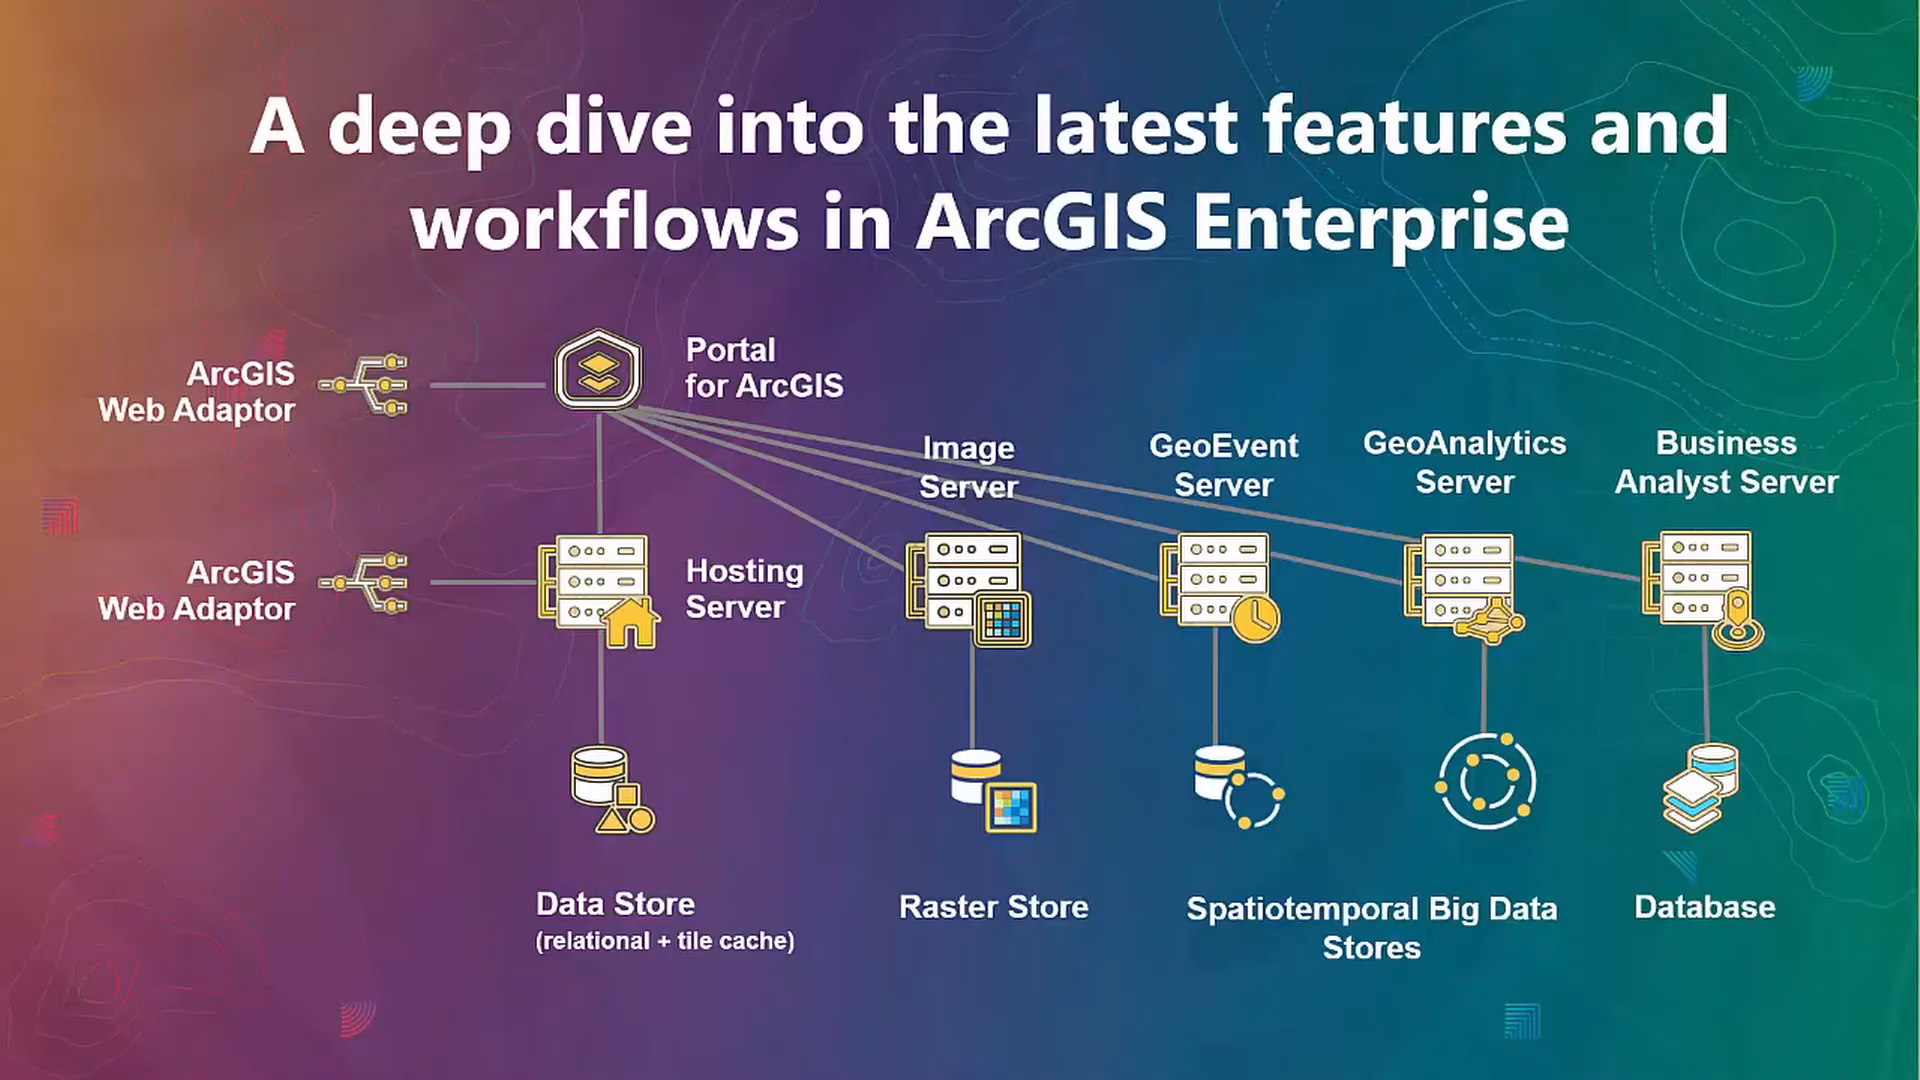 A deep dive into the latest features and
workflows in ArcGIS Enterprise
ArcGIS
Web Adaptor
Portal
for ArcGIS
Image
Server
GeoEvent
Server
GeoAnalytics
Server
Business
Analyst Server
ArcGIS
Web Adaptor
Hosting
Server
Data Store
(relational + tile cache)
Raster Store
Spatiotemporal Big Data
Stores
Database